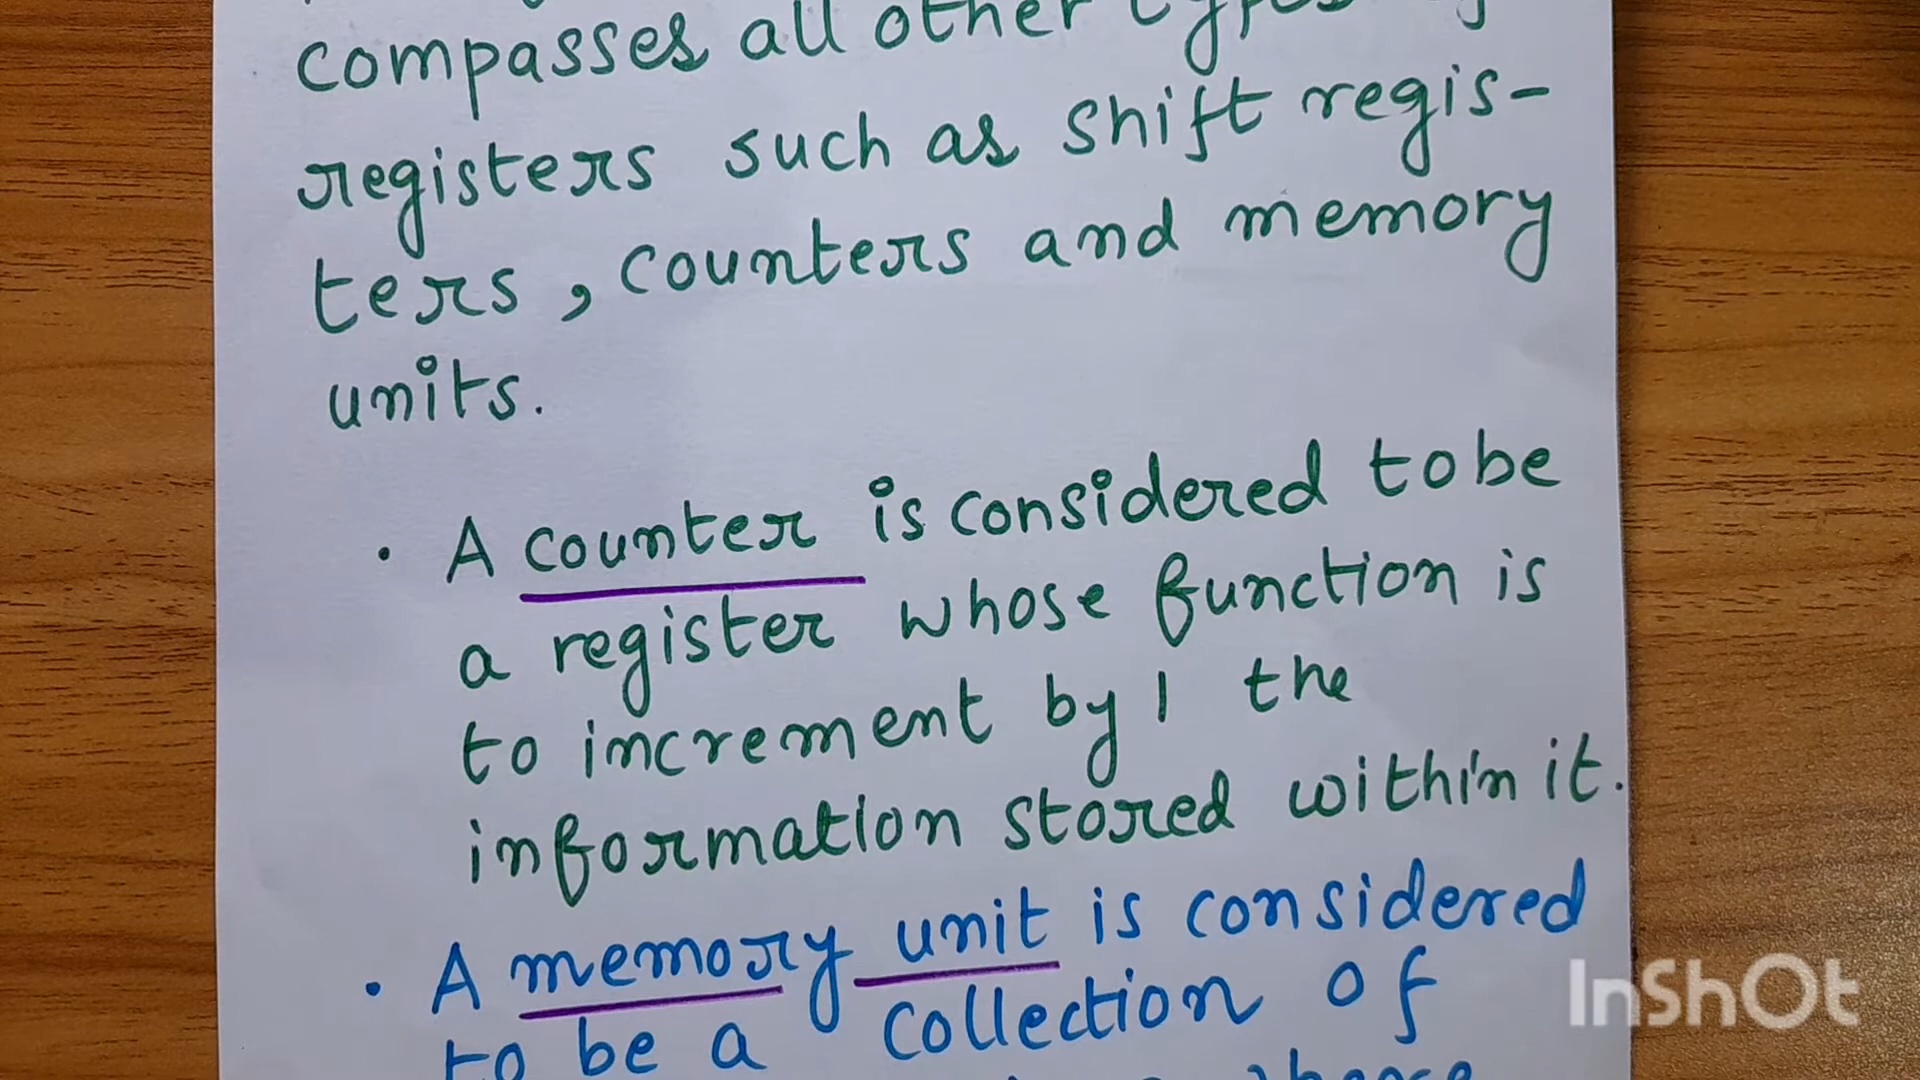 compasses all other types of
registers such as shift regis-
ters, counters and memory
units.
. A counter is considered to be
a register whose function is
to increment by 1 the
information stored within it.
. A memory unit is considered
to be a collection of
InShOt